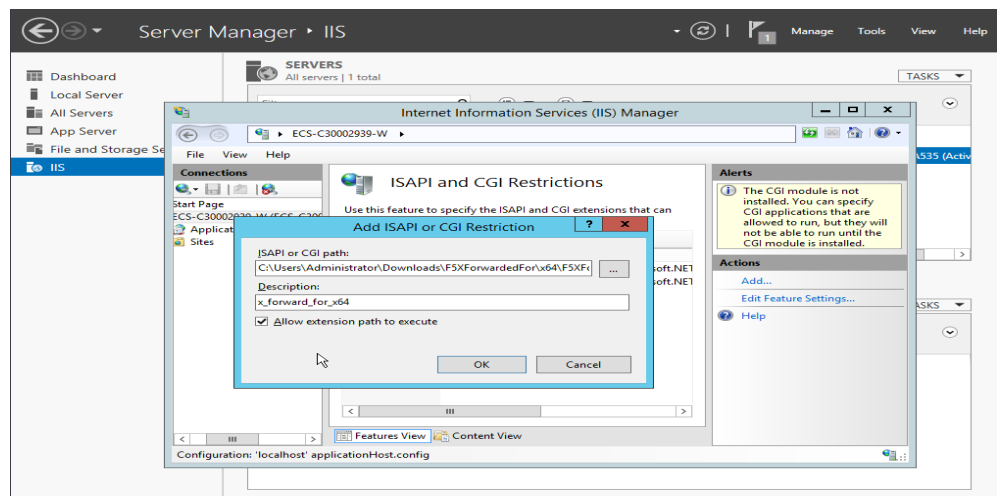 Server Manager ‣ IIS
1
Manage Tools View Help
Dashboard
Local Server
All Servers
App Server
File and Storage Se
IIS
SERVERS
All servers | 1 total
TASKS
Internet Information Services (IIS) Manager
ECS-C30002939-W
File View Help
Connections
Start Page
Applicat
Sites
ISAPI and CGI Restrictions
Use this feature to specify the ISAPI and CGI extensions that can
soft.NET
soft.NET
Add ISAPI or CGI Restriction
ISAPI or CGI path:
C:\Users\Administrator\Downloads\F5XForwardedFor\x64\F5XF
...
Description:
x_forward_for_x64
Allow extension path to execute
OK Cancel
Features View Content View
Configuration: 'localhost' applicationHost.config
Alerts
The CGI module is not
installed. You can specify
CGI applications that are
allowed to run, but they will
not be able to run until the
CGI module is installed.
Actions
Add...
Edit Feature Settings...
Help
A535 (Activ
TASKS